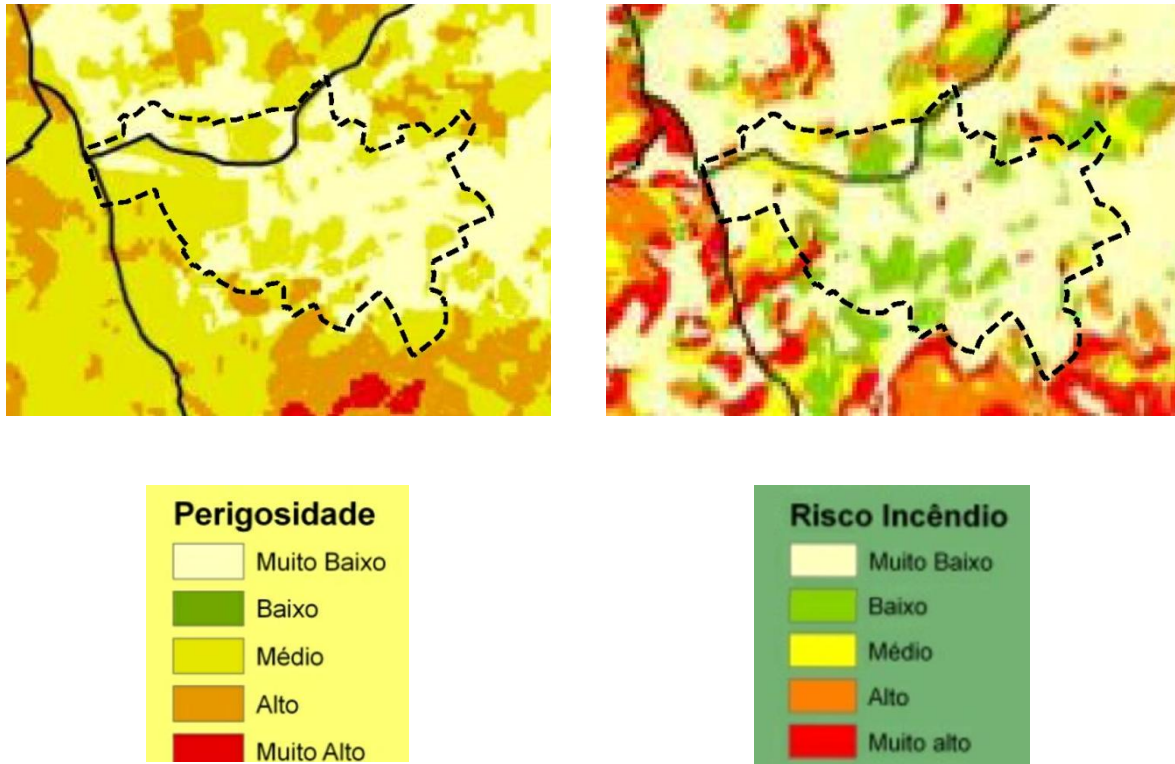 Perigosidade
Muito Baixo
Baixo
Médio
Alto
Muito Alto
Risco Incêndio
Muito Baixo
Baixo
Médio
Alto
Muito alto